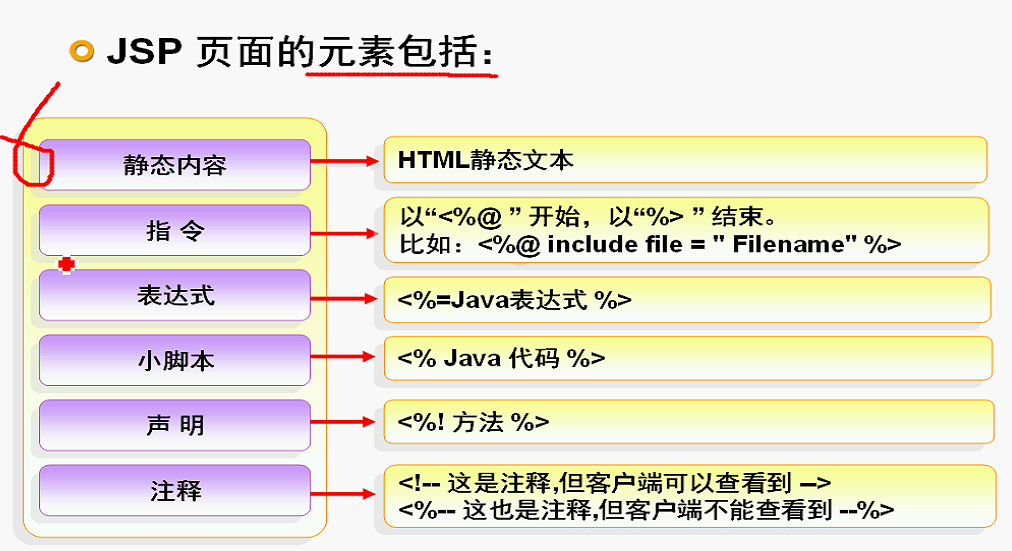 JSP 页面的元素包括：
静态内容
HTML静态文本
指 令
以“<%@ ” 开始，以“%> ” 结束。
比如：<%@ include file = " Filename" %>
表达式
<%=Java表达式 %>
小脚本
<% Java 代码 %>
声 明
<%! 方法 %>
注释
<!-- 这是注释,但客户端可以查看到 –>
<%-- 这也是注释,但客户端不能查看到 --%>